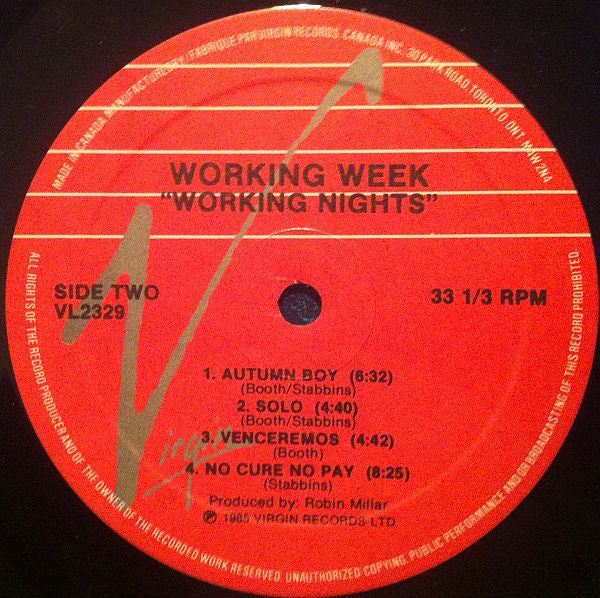 MADE IN CANADA. MANUFACTURED BY / FABRIQUÉ PAR VIRGIN RECORDS CANADA INC. 30 PARK ROAD TORONTO, ONT. M4W 2N4
WORKING WEEK
"WORKING NIGHTS"
SIDE TWO
VL2329
33 1/3 RPM
1. AUTUMN BOY (6:32)
(Booth/Stabbins)
2. SOLO (4:40)
(Booth/Stabbins)
3. VENCEREMOS (4:42)
(Booth)
4. NO CURE NO PAY (8:25)
(Stabbins)
Virgin
Produced by: Robin Millar
℗ 1985 VIRGIN RECORDS LTD.
ALL RIGHTS OF THE RECORD PRODUCER AND OF THE OWNER OF THE RECORDED WORK RESERVED. UNAUTHORIZED COPYING, PUBLIC PERFORMANCE AND/OR BROADCASTING OF THIS RECORD PROHIBITED